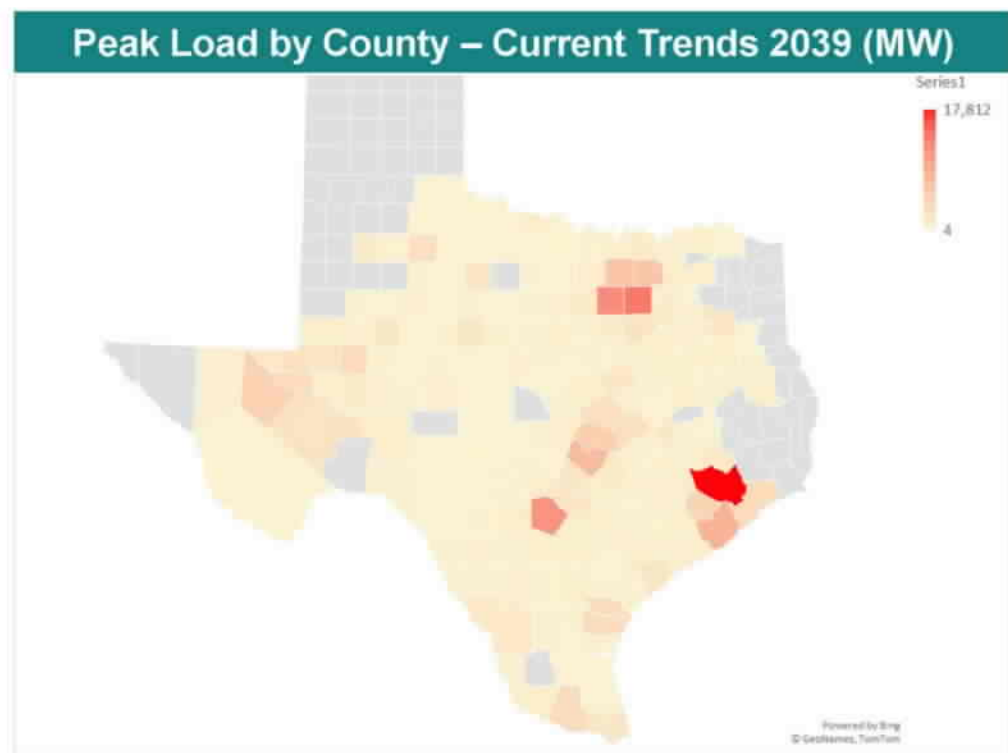 Peak Load by County – Current Trends 2039 (MW)
Series1
17,812
4
Powered by Bing
© GeoNames, TomTom